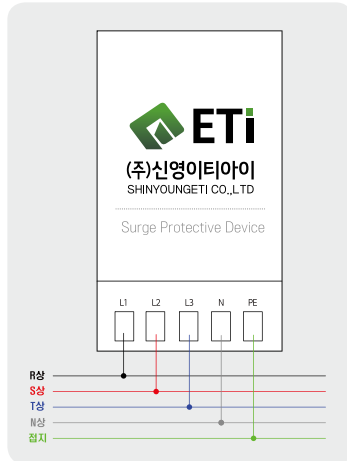 ETi
(주)신영이티아이
SHINYOUNGETI CO.,LTD
Surge Protective Device
L1 L2 L3 N PE
R상
S상
T상
N상
접지